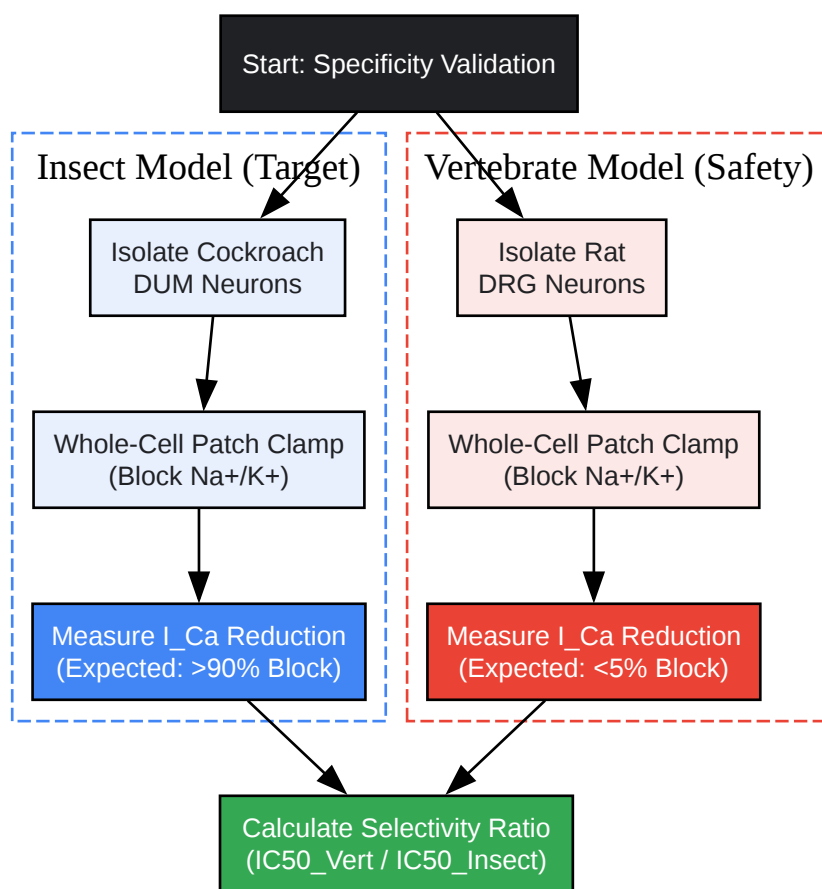 Start: Specificity Validation
Insect Model (Target)
Isolate Cockroach
DUM Neurons
Whole-Cell Patch Clamp
(Block Na+/K+)
Measure I_Ca Reduction
(Expected: >90% Block)
Vertebrate Model (Safety)
Isolate Rat
DRG Neurons
Whole-Cell Patch Clamp
(Block Na+/K+)
Measure I_Ca Reduction
(Expected: <5% Block)
Calculate Selectivity Ratio
(IC50_Vert / IC50_Insect)